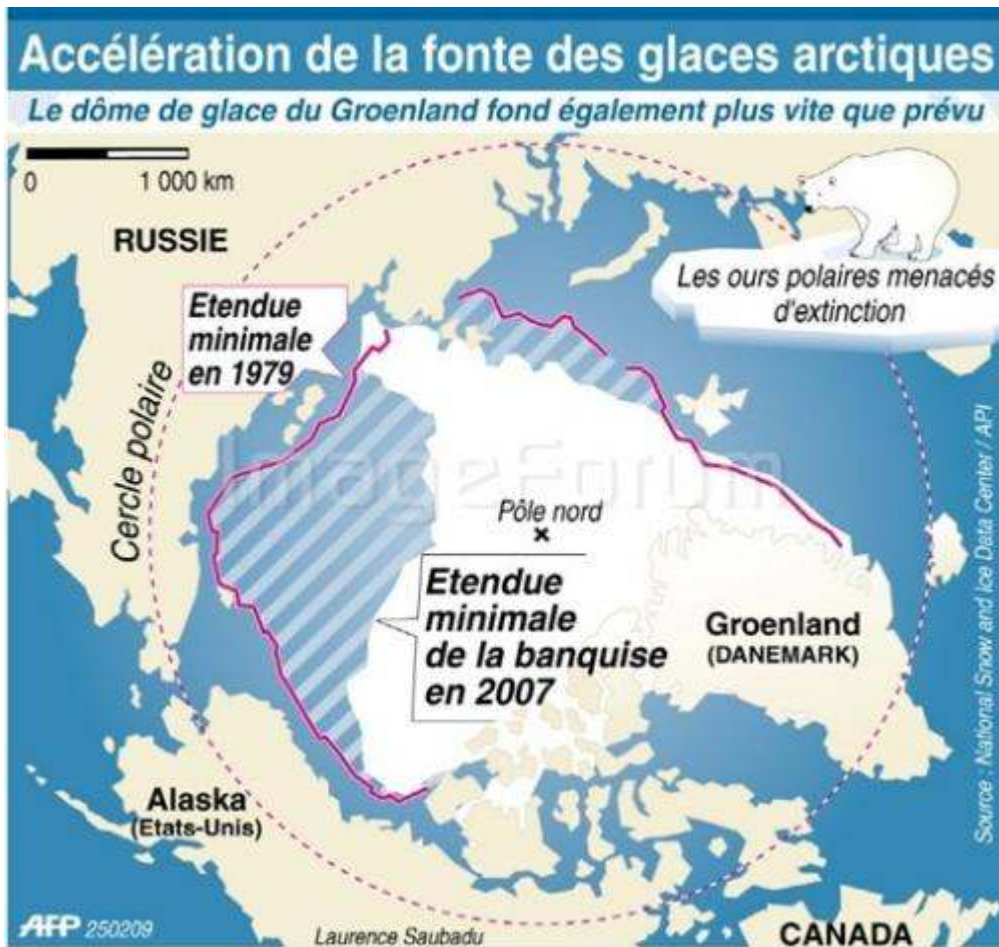 Accélération de la fonte des glaces arctiques
Le dôme de glace du Groenland fond également plus vite que prévu
0 1 000 km
RUSSIE
Les ours polaires menacés
d'extinction
Etendue
minimale
en 1979
Cercle polaire
ImageForum
Pôle nord
Etendue
minimale
de la banquise
en 2007
Groenland
(DANEMARK)
Source : National Snow and Ice Data Center / API
Alaska
(Etats-Unis)
AFP 250209
Laurence Saubadu
CANADA